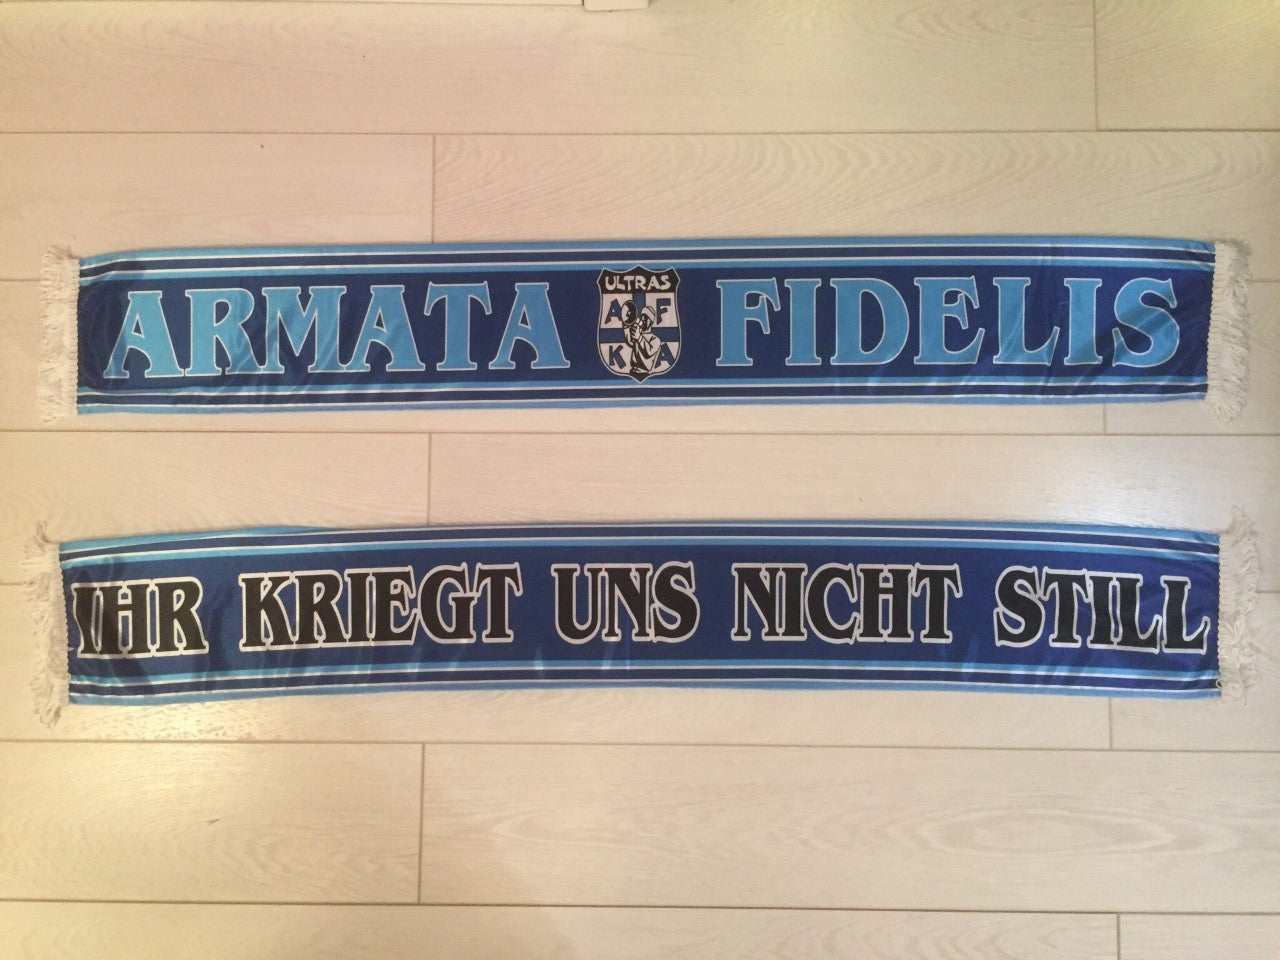 ARMATA FIDELIS
ULTRAS
A F
K A
IHR KRIEGT UNS NICHT STILL